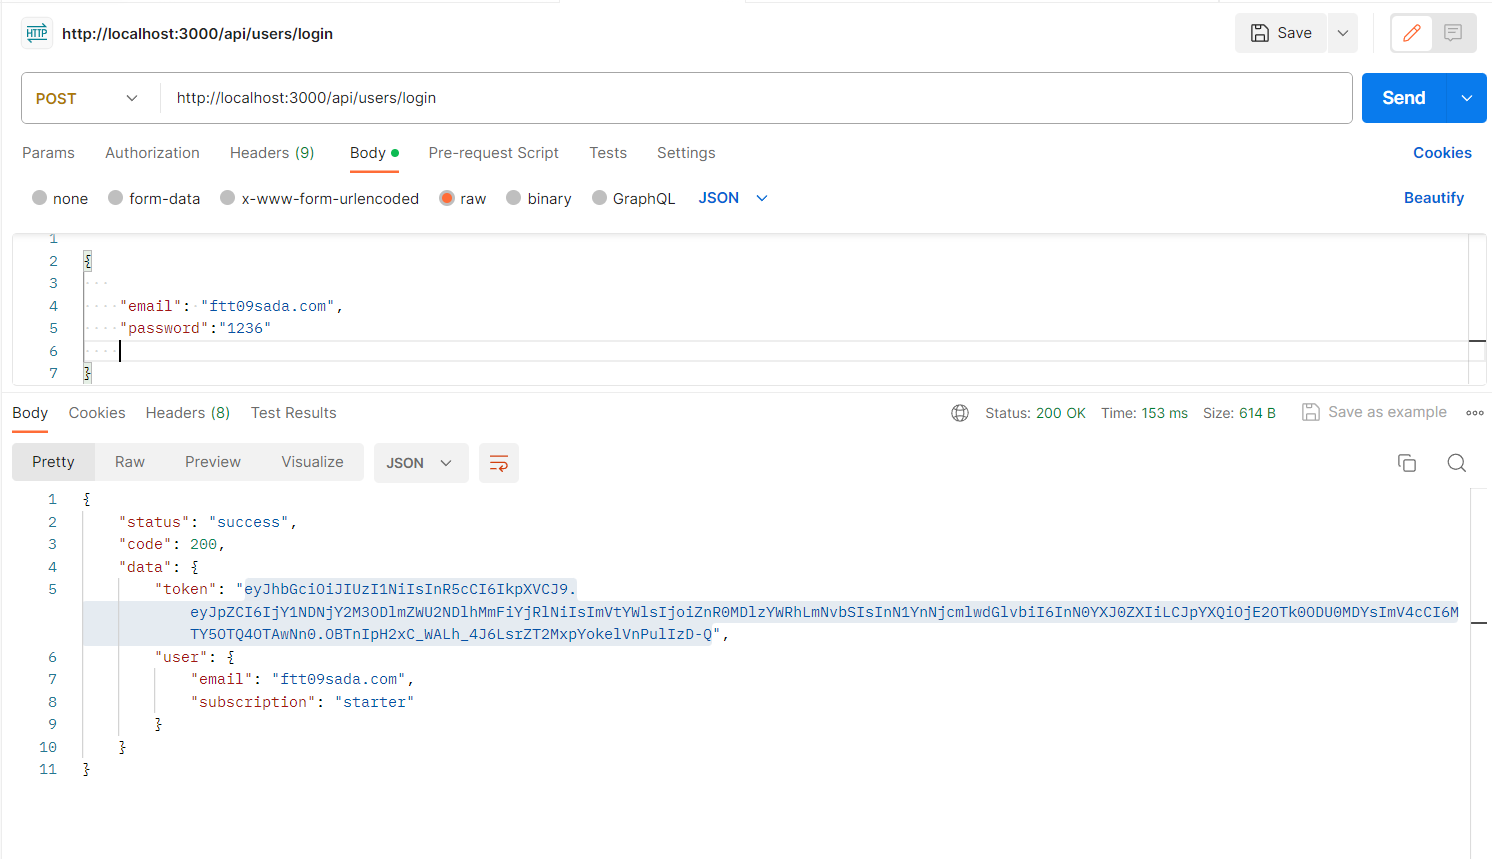 HTTP http://localhost:3000/api/users/login Save
POST http://localhost:3000/api/users/login Send
Params Authorization Headers (9) Body Pre-request Script Tests Settings Cookies
none form-data x-www-form-urlencoded raw binary GraphQL JSON Beautify
1
2 {
3
4 "email": "ftt09sada.com",
5 "password":"1236"
6
7 }
Body Cookies Headers (8) Test Results Status: 200 OK Time: 153 ms Size: 614 B Save as example
Pretty Raw Preview Visualize JSON
1 {
2 "status": "success",
3 "code": 200,
4 "data": {
5 "token": "eyJhbGciOiJIUzI1NiIsInR5cCI6IkpXVCJ9.
eyJpZCI6IjY1NDNjY2M3ODlmZWU2NDlhMmFiYjRlNiIsImVtYWlsIjoiZnR0MDlzYWRhLmNvbSIsInN1YnNjcmlwdGlvbiI6InN0YXJ0ZXIiLCJpYXQiOjE2OTk0ODU0MDYsImV4cCI6M
TY5OTQ4OTAwNn0.OBTnIpH2xC_WALh_4J6LsrZT2MxpYokelVnPulIzD-Q",
6 "user": {
7 "email": "ftt09sada.com",
8 "subscription": "starter"
9 }
10 }
11 }